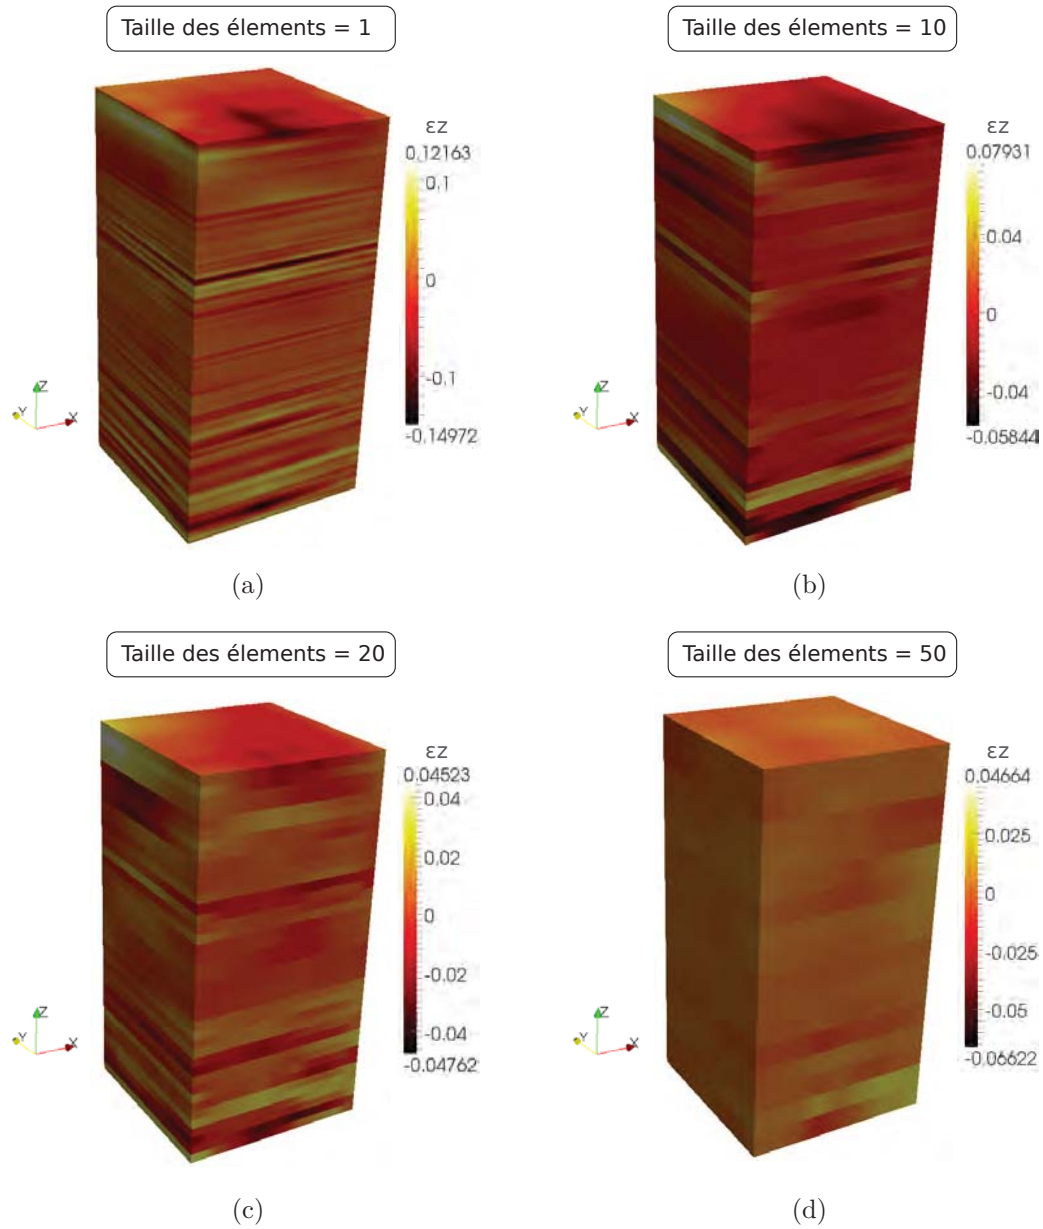 Taille des élements = 1
Taille des élements = 10
εz
0.12163
0.1
0
-0.1
-0.14972
Z
Y
X
εz
0.07931
0.04
0
-0.04
-0.05844
Z
Y
X
(a)
(b)
Taille des élements = 20
Taille des élements = 50
εz
0.04523
0.04
0.02
0
-0.02
-0.04
-0.04762
Z
Y
X
εz
0.04664
0.025
0
-0.025
-0.05
-0.06622
Z
Y
X
(c)
(d)